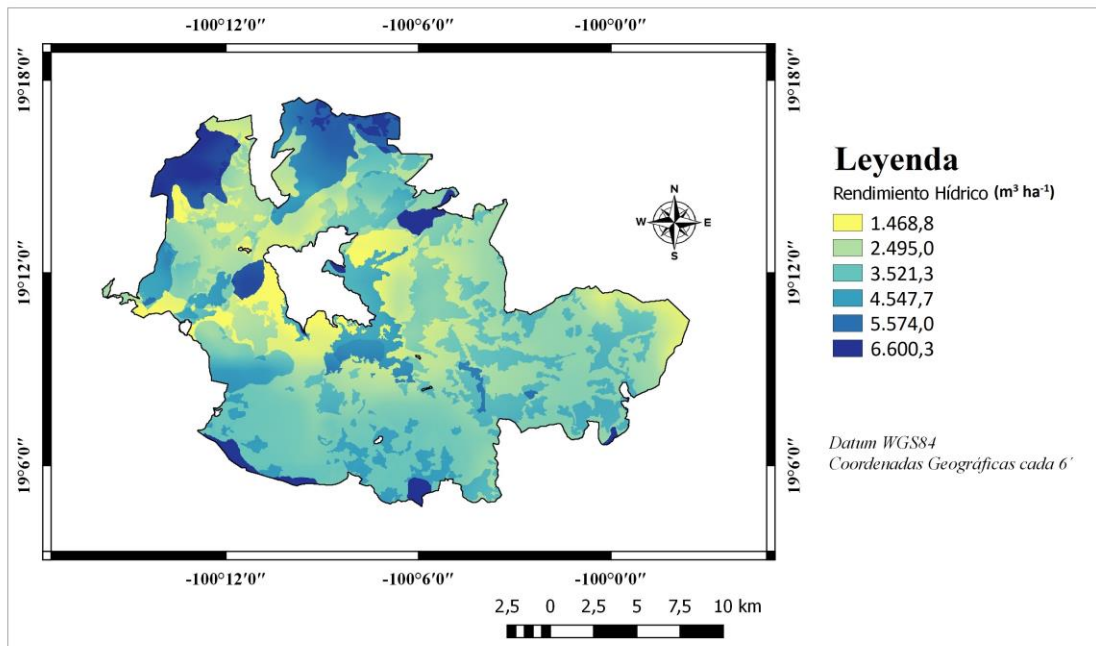 -100°12′0″ -100°6′0″ -100°0′0″
19°18′0″ 19°18′0″
19°12′0″ 19°12′0″
19°6′0″ 19°6′0″
N
W E
S
Leyenda
Rendimiento Hídrico (m³ ha⁻¹)
1.468,8
2.495,0
3.521,3
4.547,7
5.574,0
6.600,3
Datum WGS84
Coordenadas Geográficas cada 6´
-100°12′0″ -100°6′0″ -100°0′0″
2,5 0 2,5 5 7,5 10 km